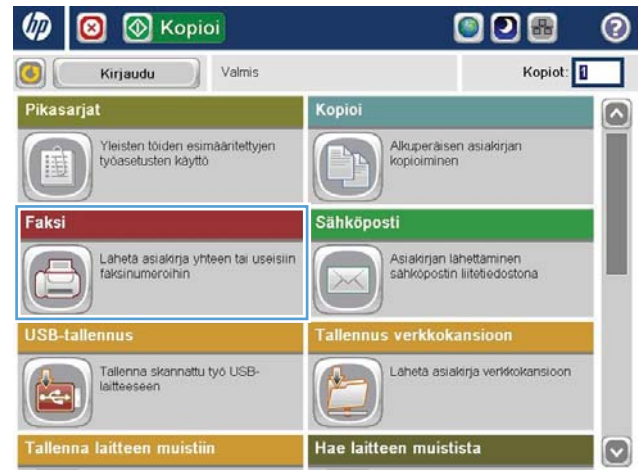 hp
Kopioi
?
Kirjaudu
Valmis
Kopiot: 1
Pikasarjat
Kopioi
Yleisten töiden esimääritettyjen
työasetusten käyttö
Alkuperäisen asiakirjan
kopioiminen
Faksi
Sähköposti
Lähetä asiakirja yhteen tai useisiin
faksinumeroihin
Asiakirjan lähettäminen
sähköpostin liitetiedostona
USB-tallennus
Tallennus verkkokansioon
Tallenna skannattu työ USB-
laitteeseen
Lähetä asiakirja verkkokansioon
Tallenna laitteen muistiin
Hae laitteen muistista